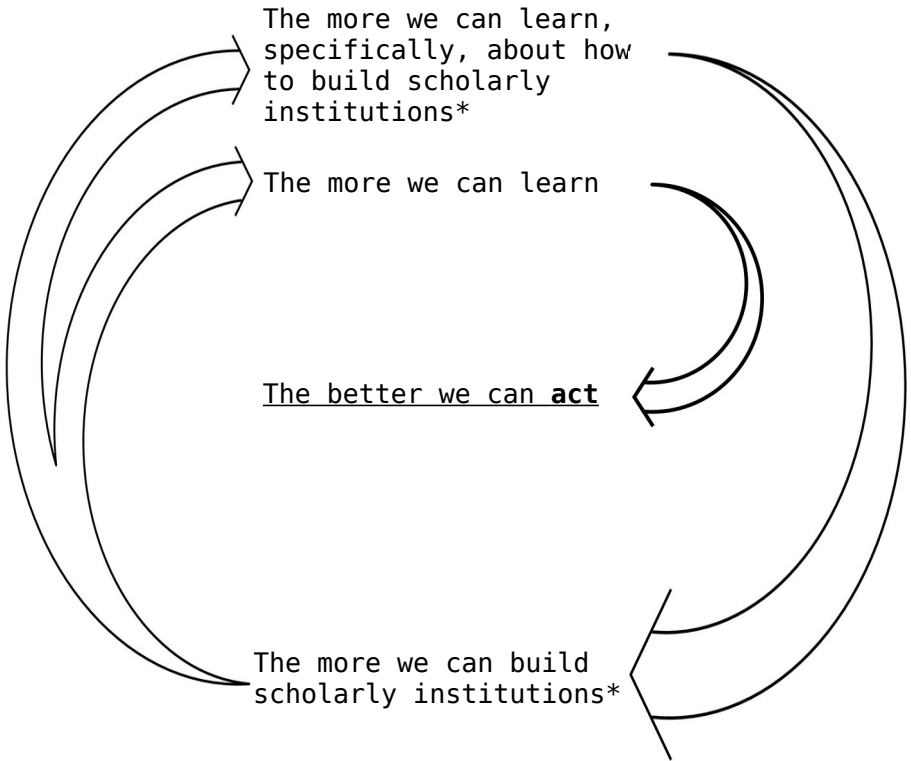 The more we can learn,
specifically, about how
to build scholarly
institutions*
The more we can learn
The better we can act
The more we can build
scholarly institutions*